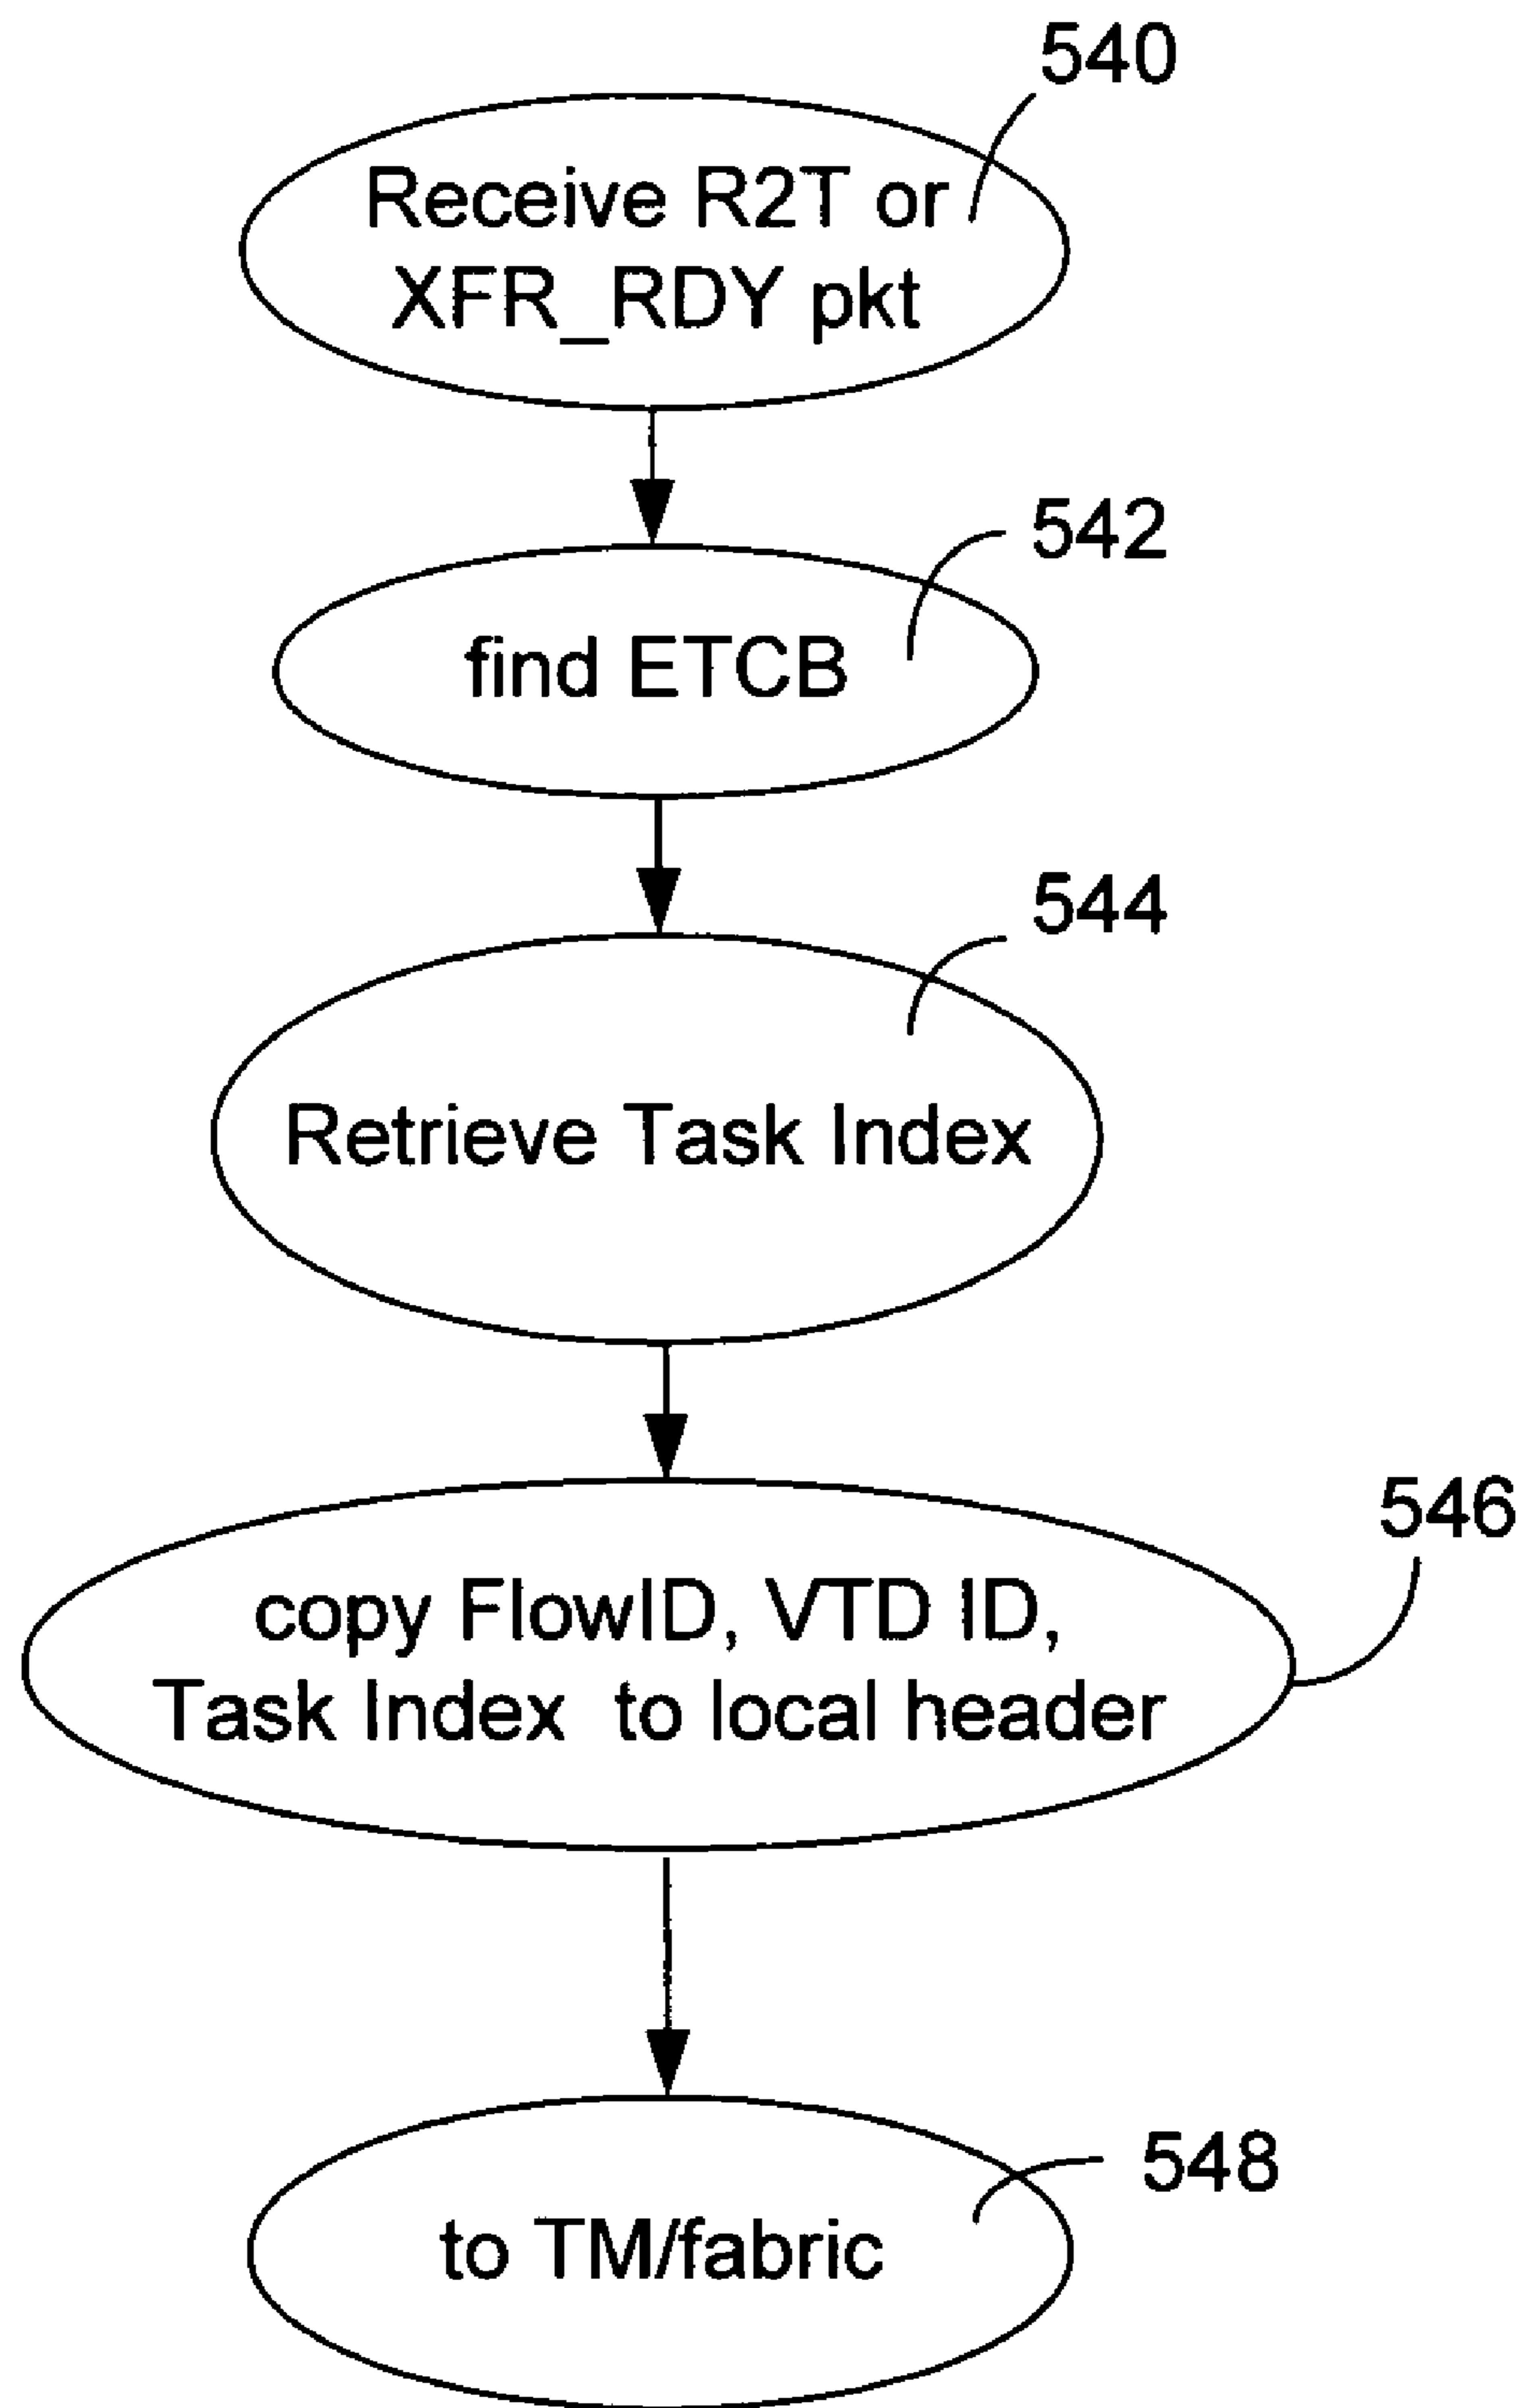 540
Receive R2T or
XFR_RDY pkt
542
find ETCB
544
Retrieve Task Index
546
copy FlowID, VTD ID,
Task Index to local header
548
to TM/fabric